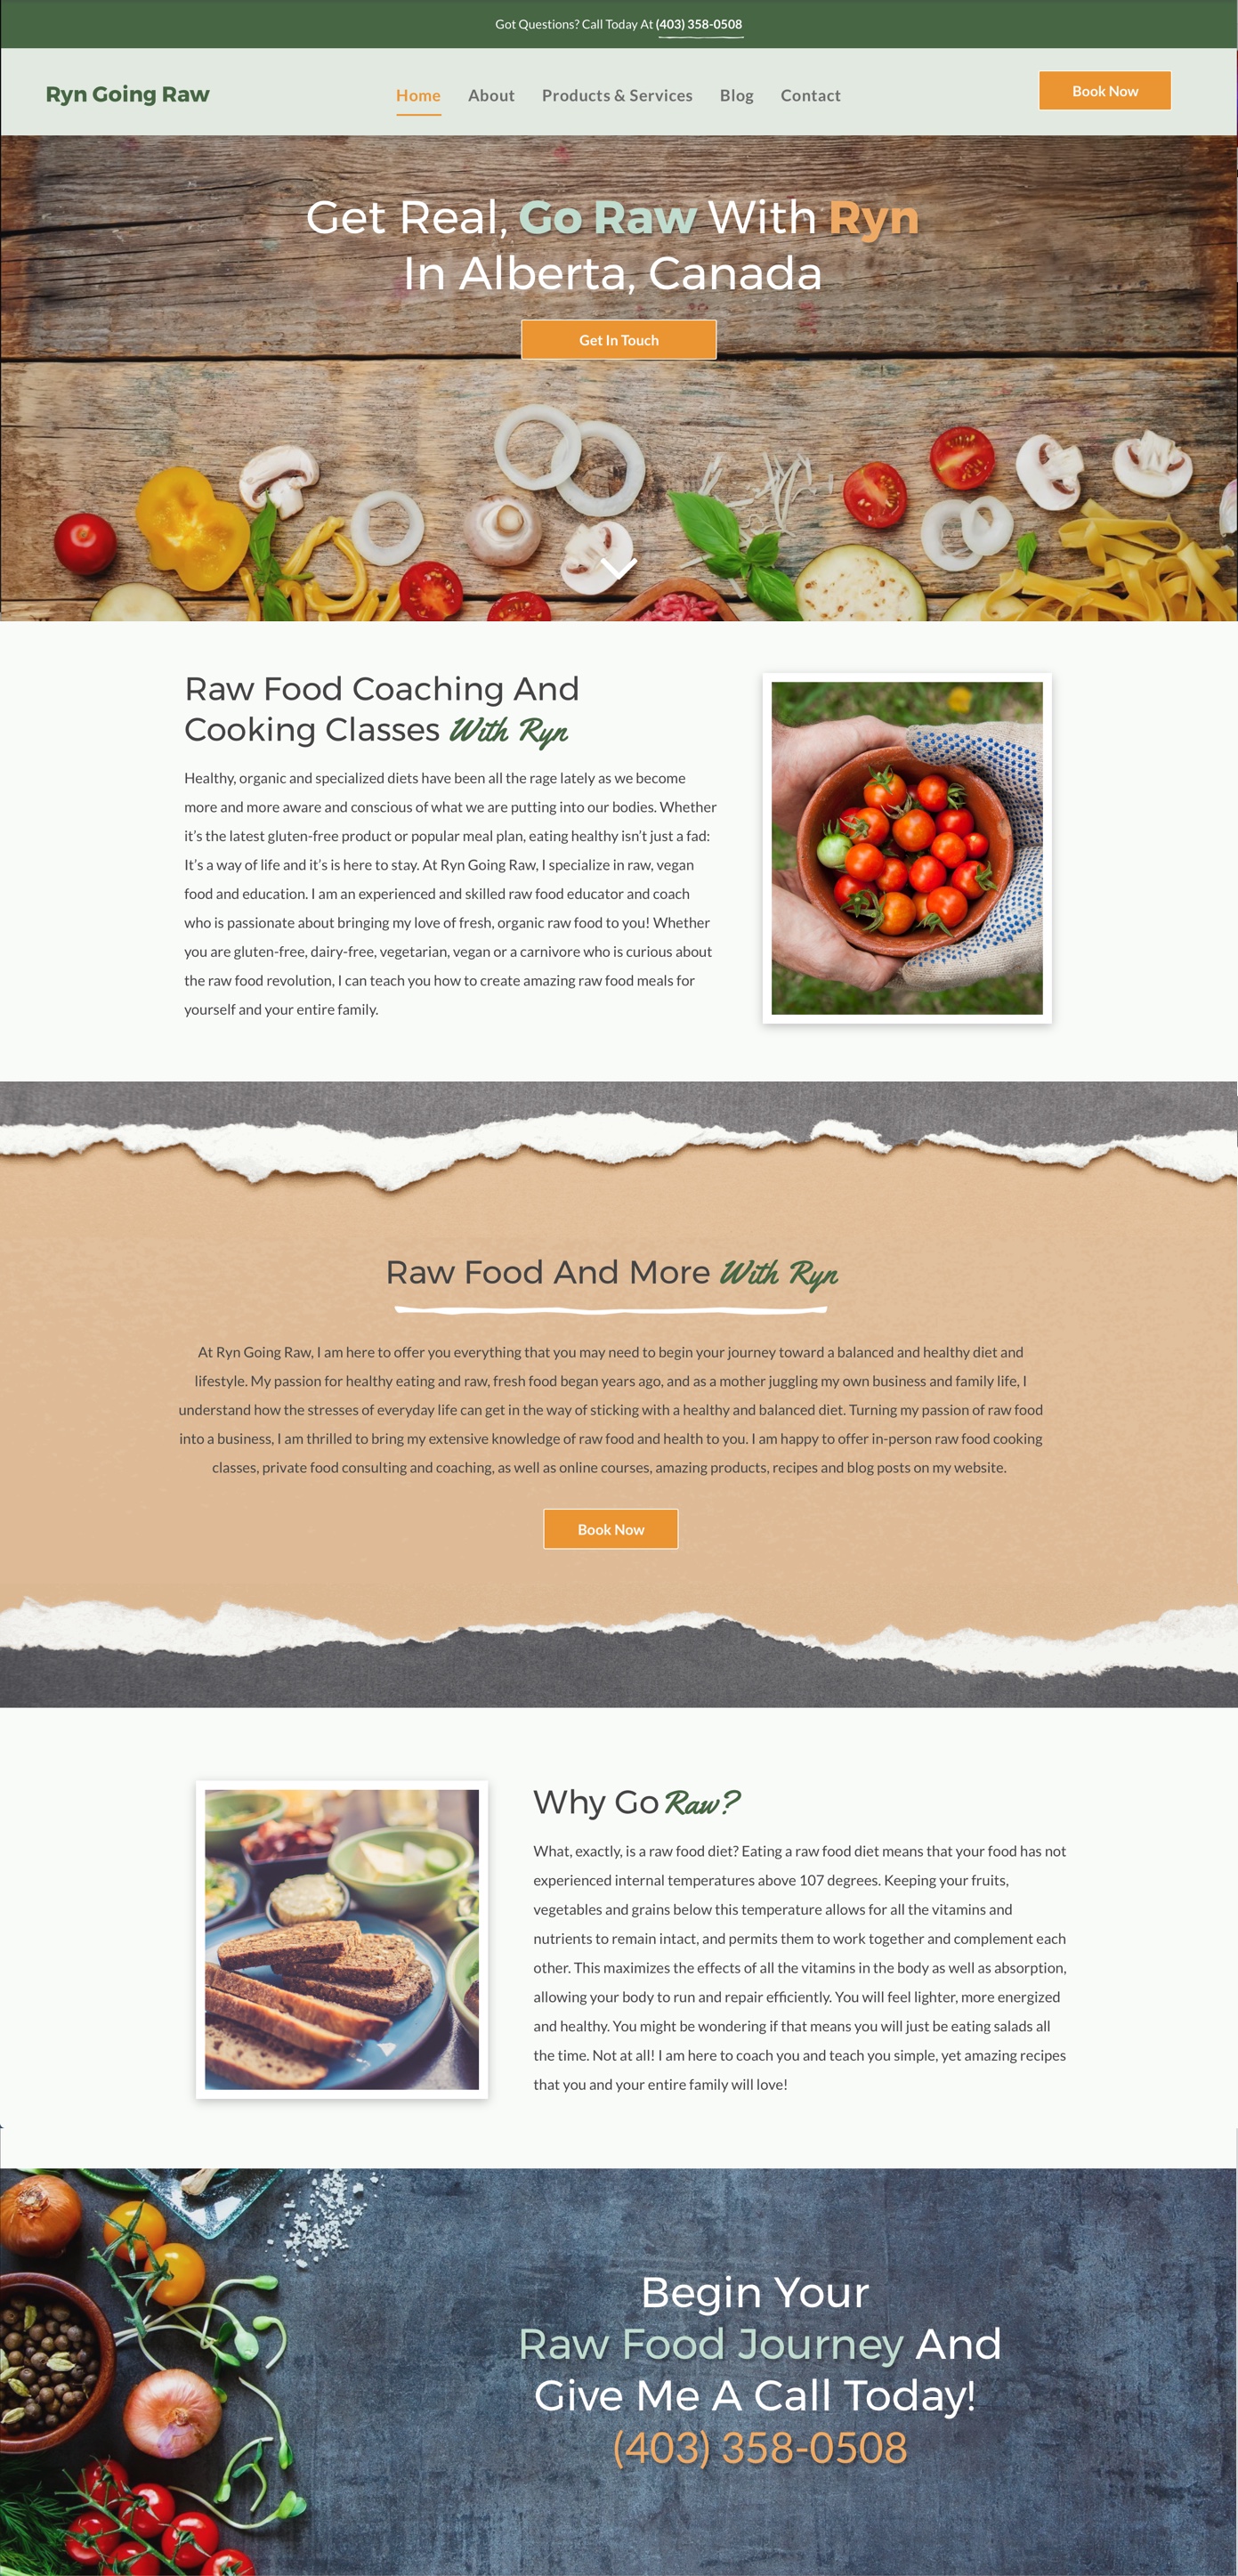 Got Questions? Call Today At (403) 358-0508
Ryn Going Raw
Home About Products & Services Blog Contact
Book Now
Get Real, Go Raw With Ryn
In Alberta, Canada
Get In Touch
Raw Food Coaching And
Cooking Classes With Ryn
Healthy, organic and specialized diets have been all the rage lately as we become
more and more aware and conscious of what we are putting into our bodies. Whether
it's the latest gluten-free product or popular meal plan, eating healthy isn't just a fad:
It's a way of life and it's is here to stay. At Ryn Going Raw, I specialize in raw, vegan
food and education. I am an experienced and skilled raw food educator and coach
who is passionate about bringing my love of fresh, organic raw food to you! Whether
you are gluten-free, dairy-free, vegetarian, vegan or a carnivore who is curious about
the raw food revolution, I can teach you how to create amazing raw food meals for
yourself and your entire family.
Raw Food And More With Ryn
At Ryn Going Raw, I am here to offer you everything that you may need to begin your journey toward a balanced and healthy diet and
lifestyle. My passion for healthy eating and raw, fresh food began years ago, and as a mother juggling my own business and family life, I
understand how the stresses of everyday life can get in the way of sticking with a healthy and balanced diet. Turning my passion of raw food
into a business, I am thrilled to bring my extensive knowledge of raw food and health to you. I am happy to offer in-person raw food cooking
classes, private food consulting and coaching, as well as online courses, amazing products, recipes and blog posts on my website.
Book Now
Why Go Raw?
What, exactly, is a raw food diet? Eating a raw food diet means that your food has not
experienced internal temperatures above 107 degrees. Keeping your fruits,
vegetables and grains below this temperature allows for all the vitamins and
nutrients to remain intact, and permits them to work together and complement each
other. This maximizes the effects of all the vitamins in the body as well as absorption,
allowing your body to run and repair efficiently. You will feel lighter, more energized
and healthy. You might be wondering if that means you will just be eating salads all
the time. Not at all! I am here to coach you and teach you simple, yet amazing recipes
that you and your entire family will love!
Begin Your
Raw Food Journey And
Give Me A Call Today!
(403) 358-0508